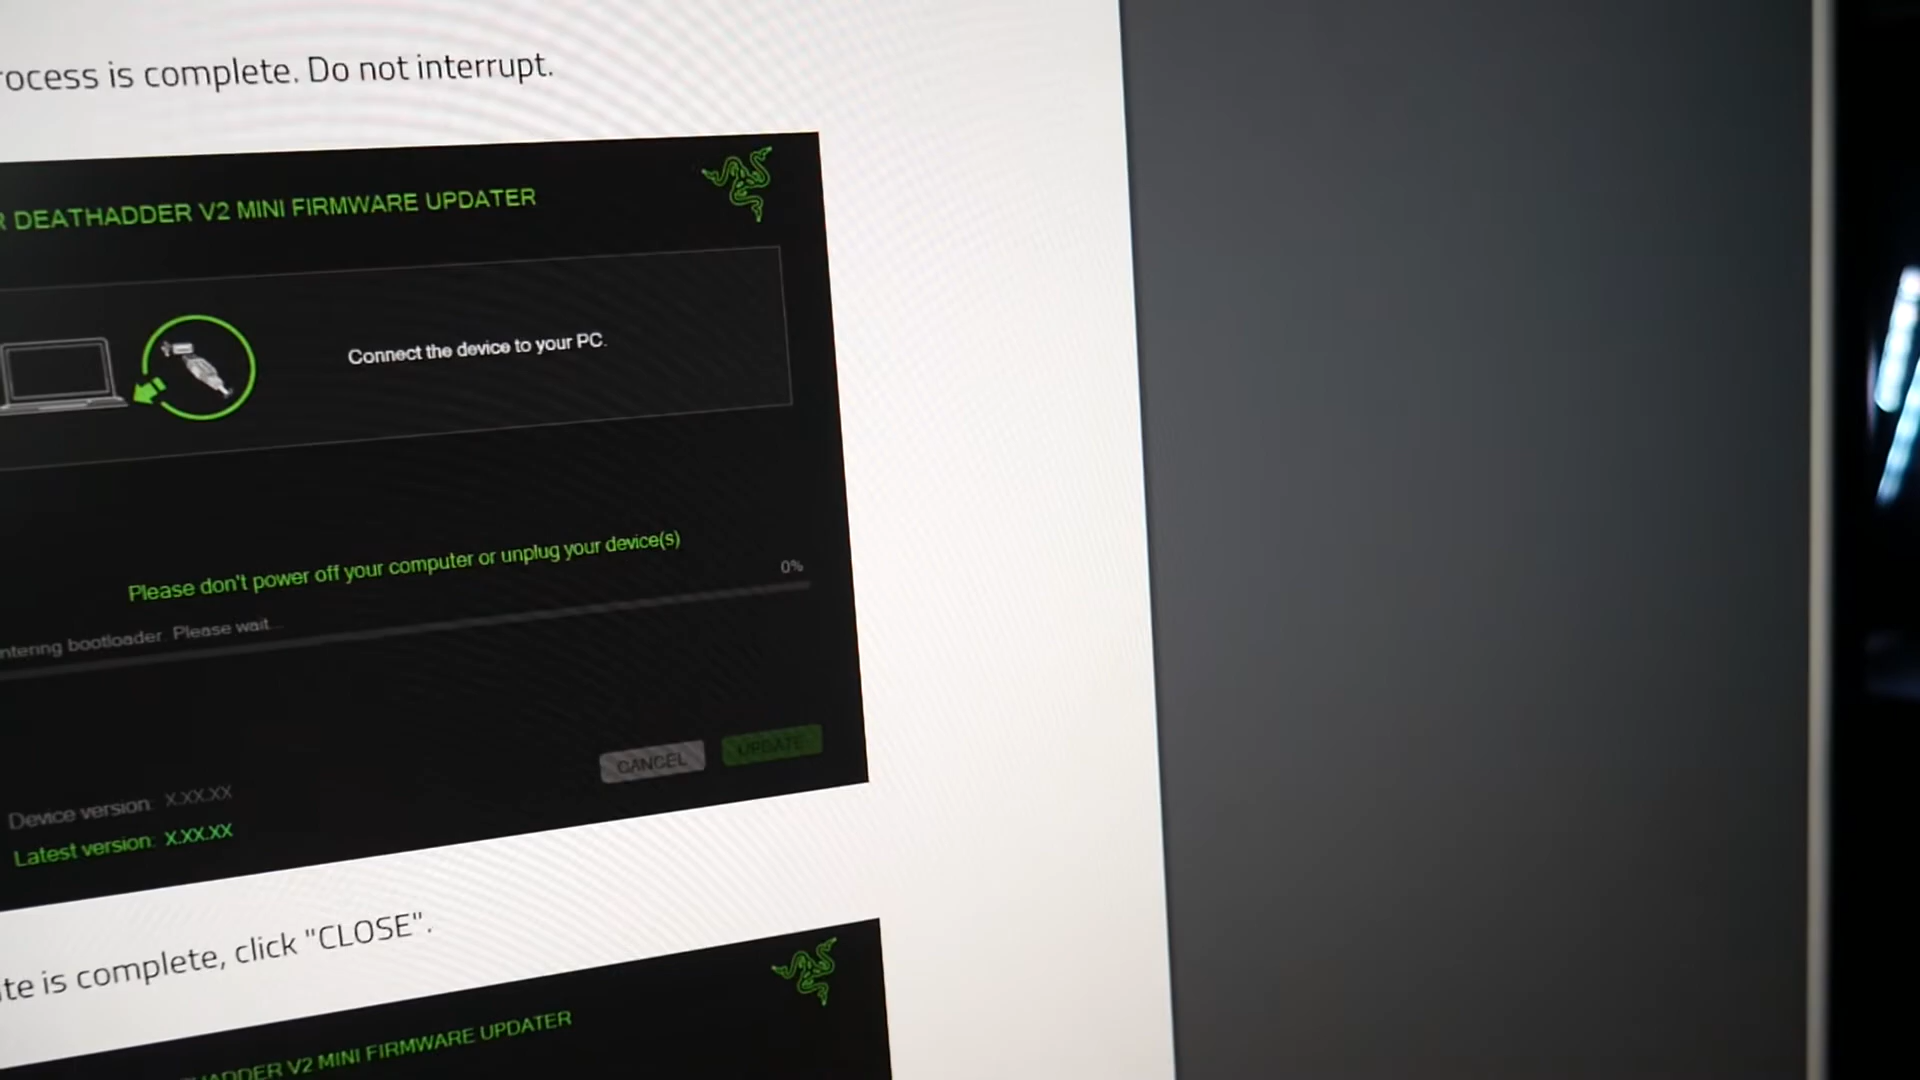 process is complete. Do not interrupt.
R DEATHADDER V2 MINI FIRMWARE UPDATER
Connect the device to your PC.
Please don't power off your computer or unplug your device(s)
0%
ntering bootloader. Please wait...
CANCEL
UPDATE
Device version: X.XX.XX
Latest version: X.XX.XX
te is complete, click "CLOSE".
HADDER V2 MINI FIRMWARE UPDATER